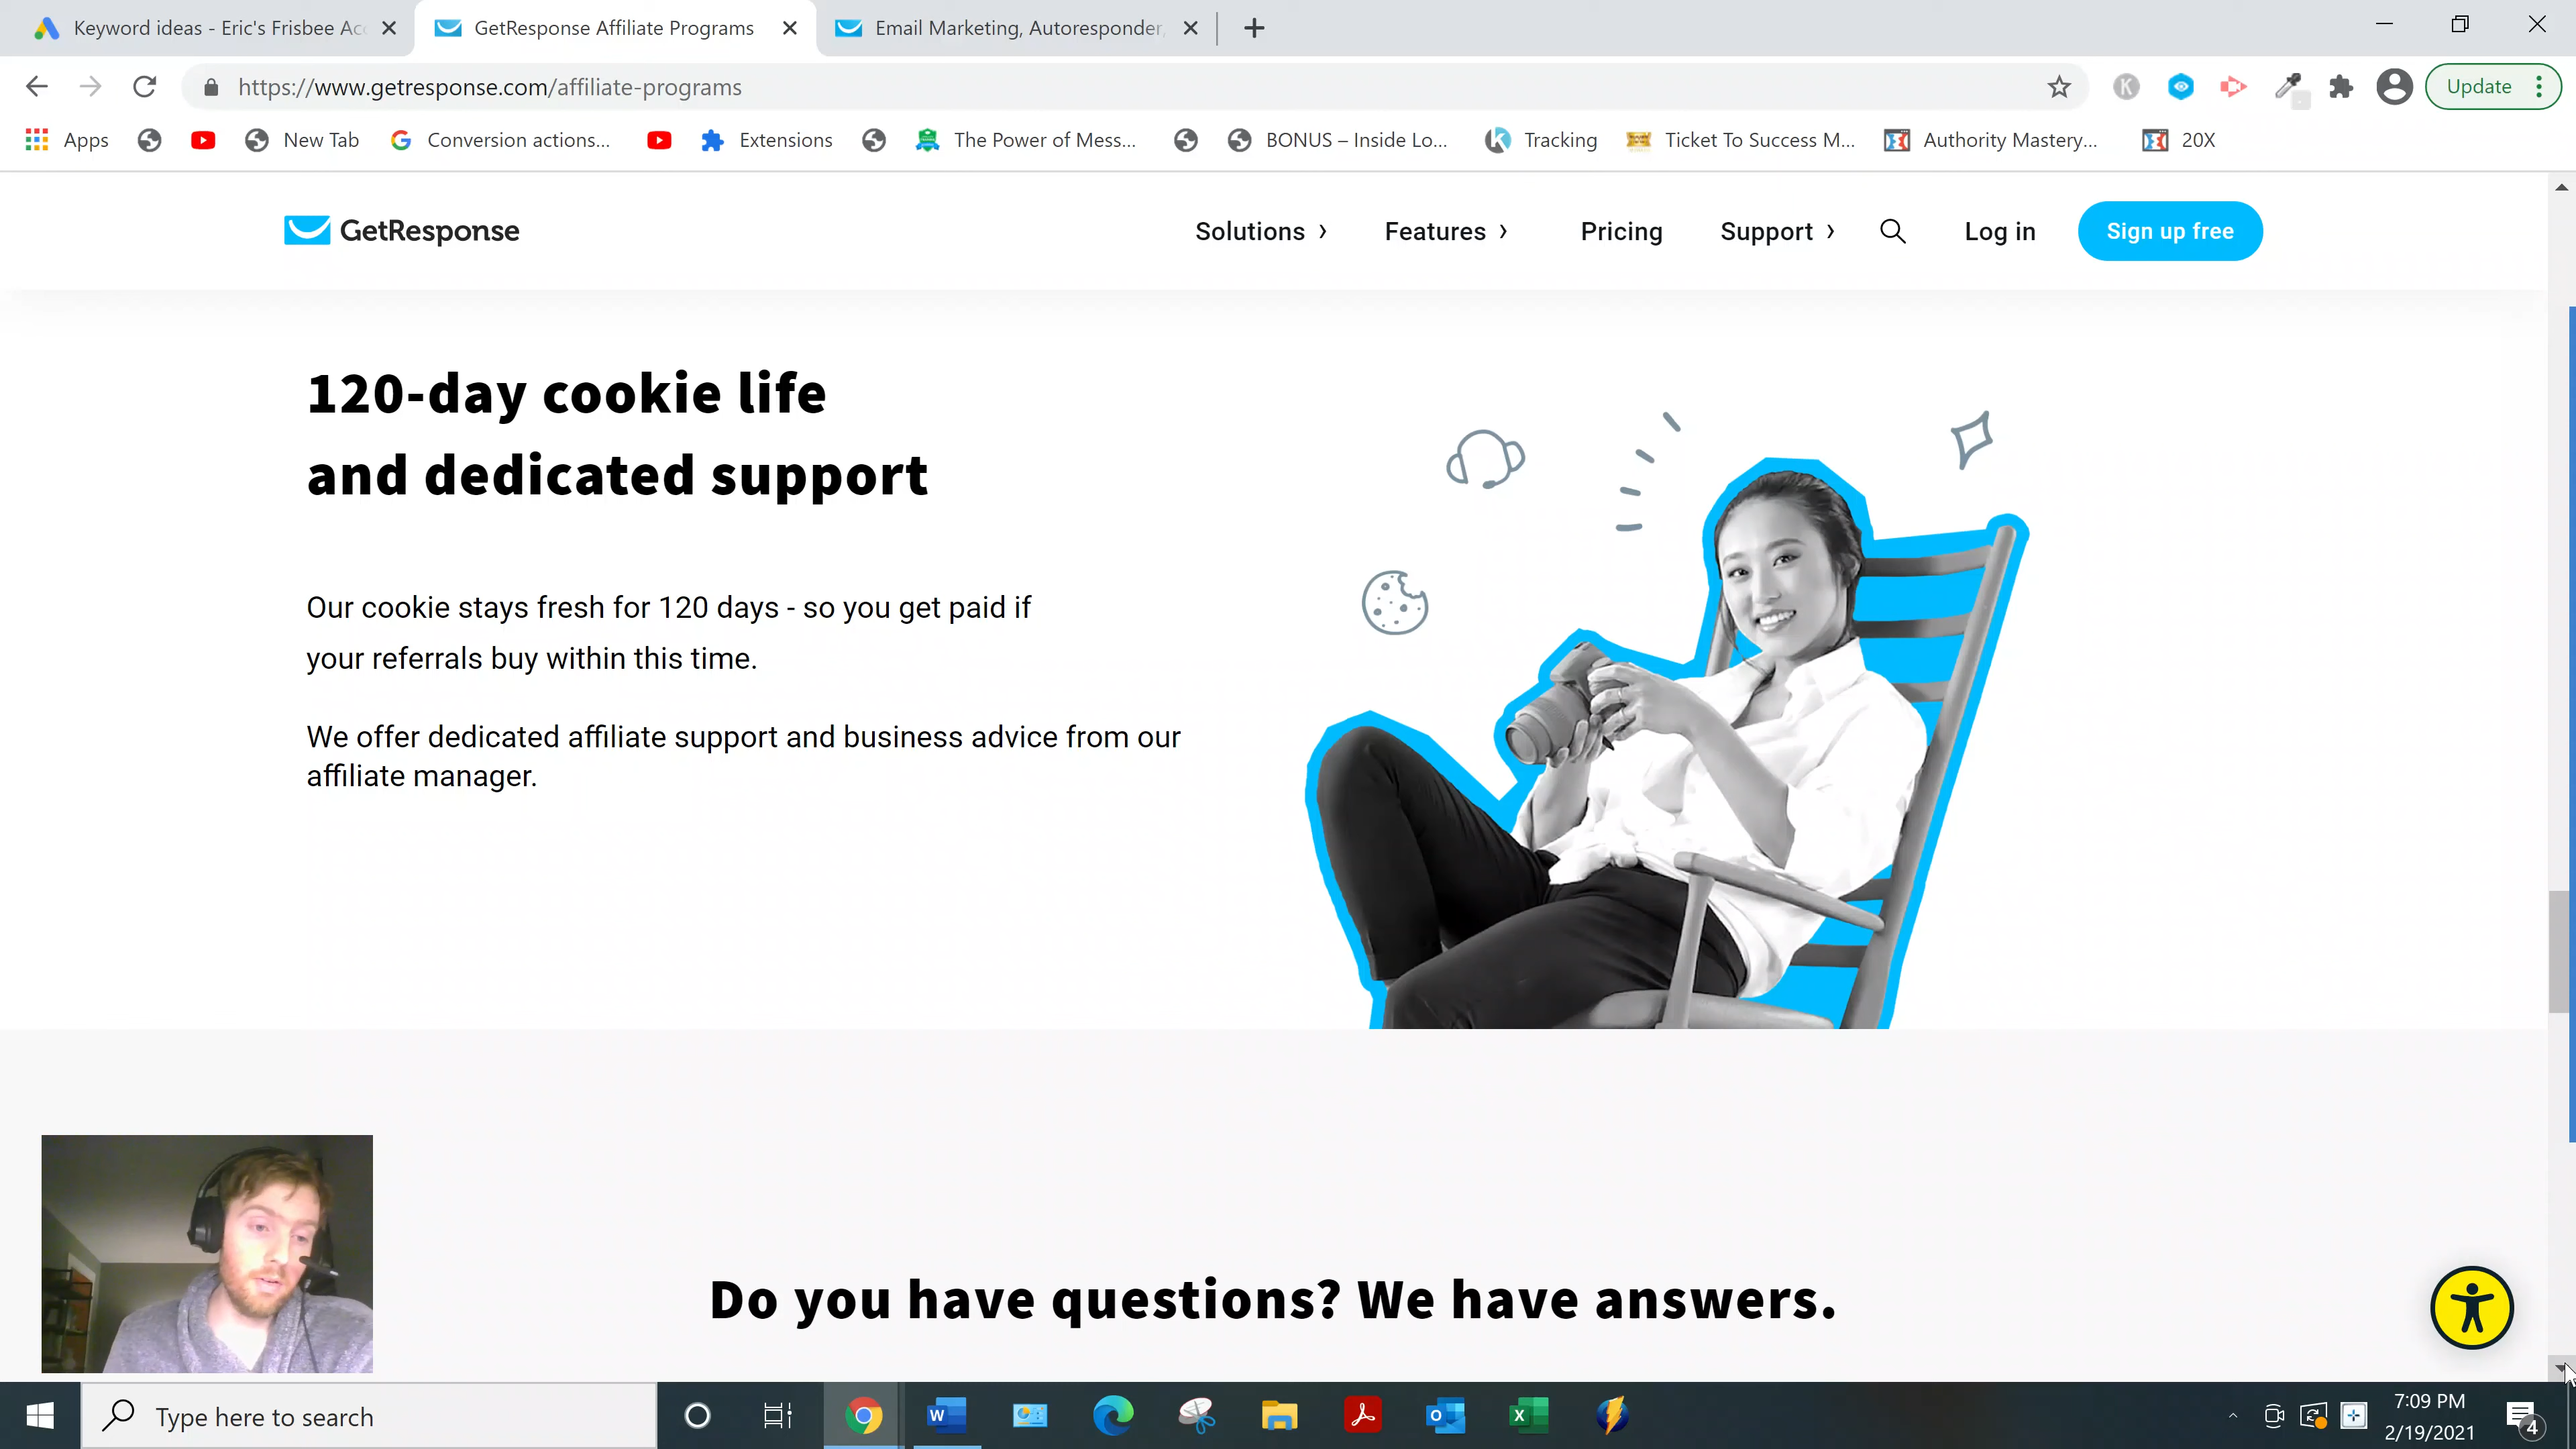 Keyword ideas - Eric's Frisbee Acc
GetResponse Affiliate Programs
Email Marketing, Autoresponder,
https://www.getresponse.com/affiliate-programs
K
Update
Apps
New Tab
Conversion actions...
Extensions
The Power of Mess...
BONUS – Inside Lo...
Tracking
Ticket To Success M...
Authority Mastery...
20X
GetResponse
Solutions
Features
Pricing
Support
Log in
Sign up free
120-day cookie life
and dedicated support
Our cookie stays fresh for 120 days - so you get paid if
your referrals buy within this time.
We offer dedicated affiliate support and business advice from our
affiliate manager.
Do you have questions? We have answers.
Type here to search
7:09 PM
2/19/2021
4